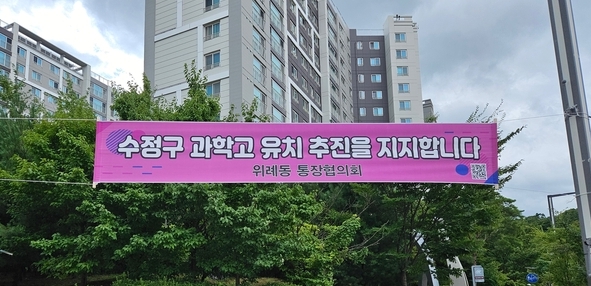 수정구 과학고 유치 추진을 지지합니다
위례동 통장협의회